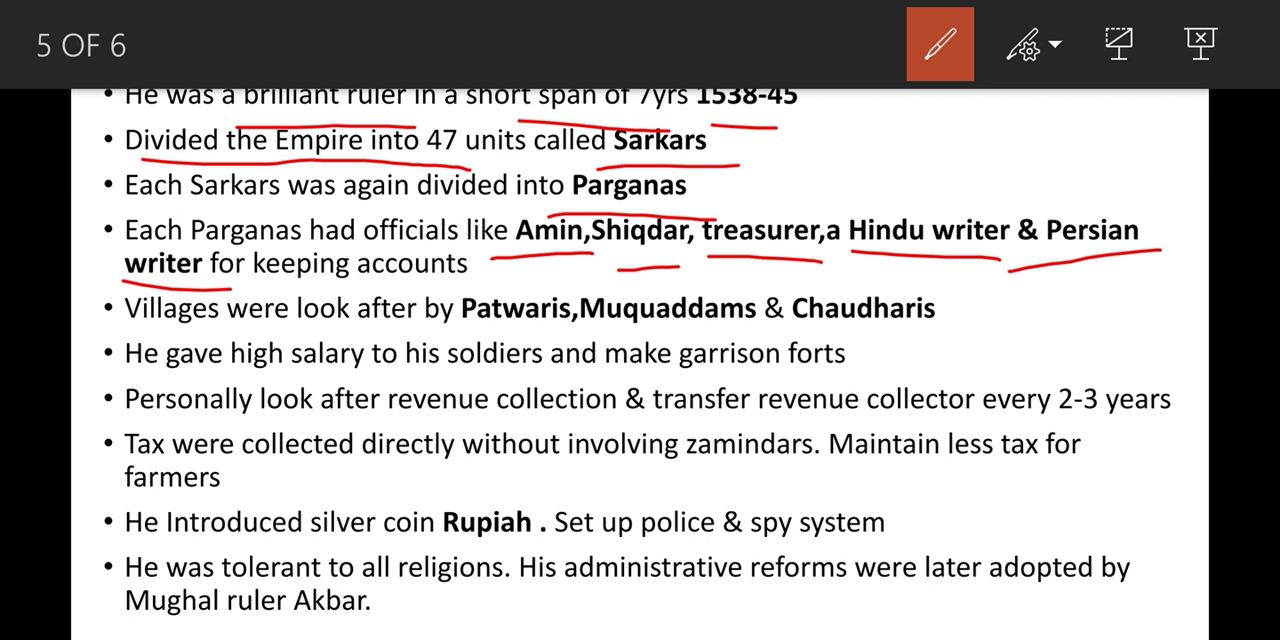 5 OF 6
• He was a brilliant ruler in a short span of 7yrs 1538-45
• Divided the Empire into 47 units called Sarkars
• Each Sarkars was again divided into Parganas
• Each Parganas had officials like Amin,Shiqdar, treasurer,a Hindu writer & Persian
writer for keeping accounts
• Villages were look after by Patwaris,Muquaddams & Chaudharis
• He gave high salary to his soldiers and make garrison forts
• Personally look after revenue collection & transfer revenue collector every 2-3 years
• Tax were collected directly without involving zamindars. Maintain less tax for
farmers
• He Introduced silver coin Rupiah . Set up police & spy system
• He was tolerant to all religions. His administrative reforms were later adopted by
Mughal ruler Akbar.